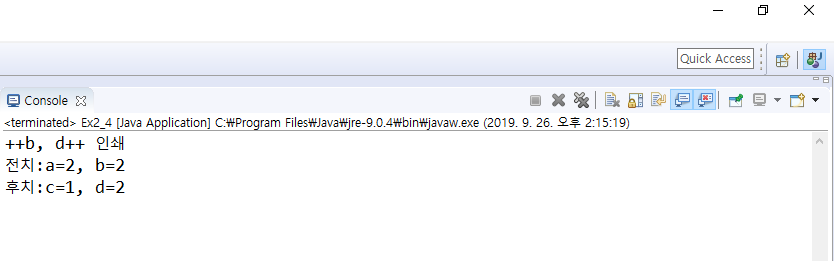 Quick Access
Console
<terminated> Ex2_4 [Java Application] C:₩Program Files₩Java₩jre-9.0.4₩bin₩javaw.exe (2019. 9. 26. 오후 2:15:19)
++b, d++ 인쇄
전치:a=2, b=2
후치:c=1, d=2